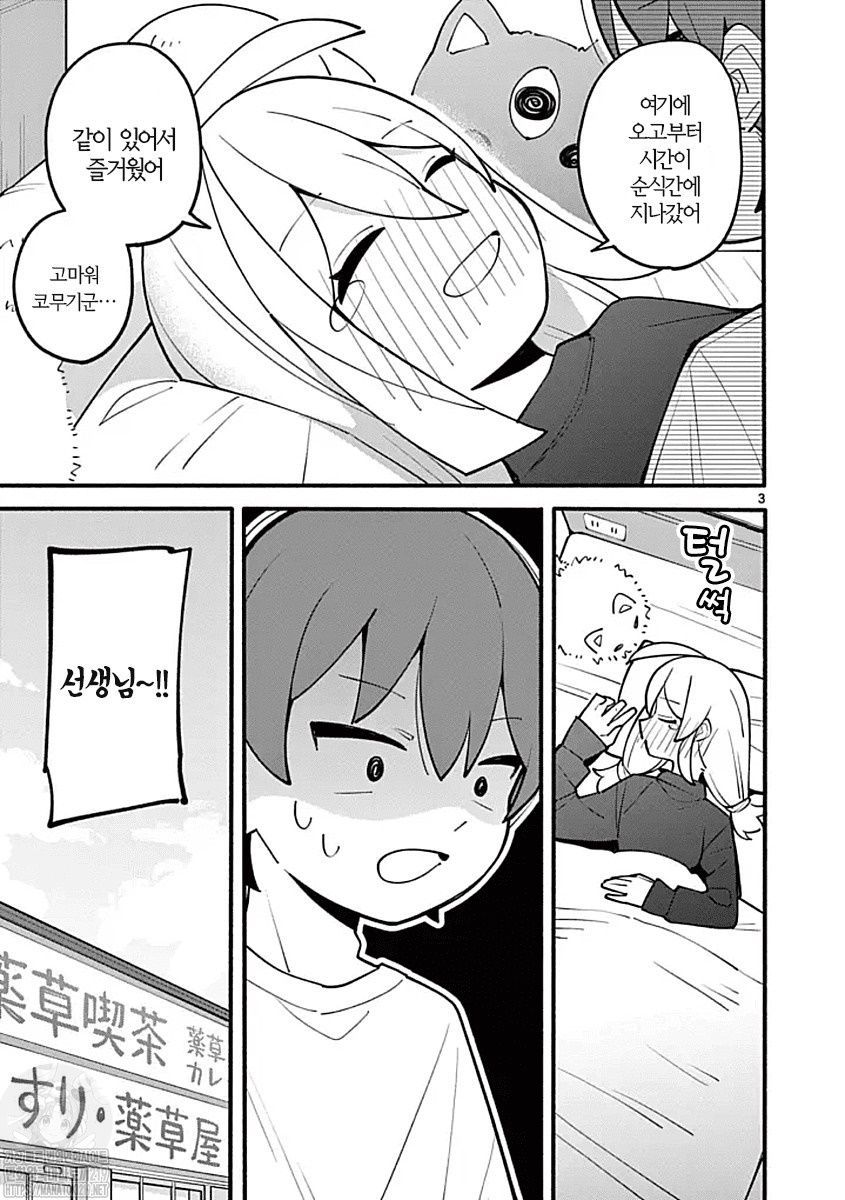 여기에
오고부터
시간이
순식간에
지나갔어
같이 있어서
즐거웠어
고마워
코무기군…
3
털
썩
선생님~!!
薬草喫茶
薬草
カレ
すり・薬草屋